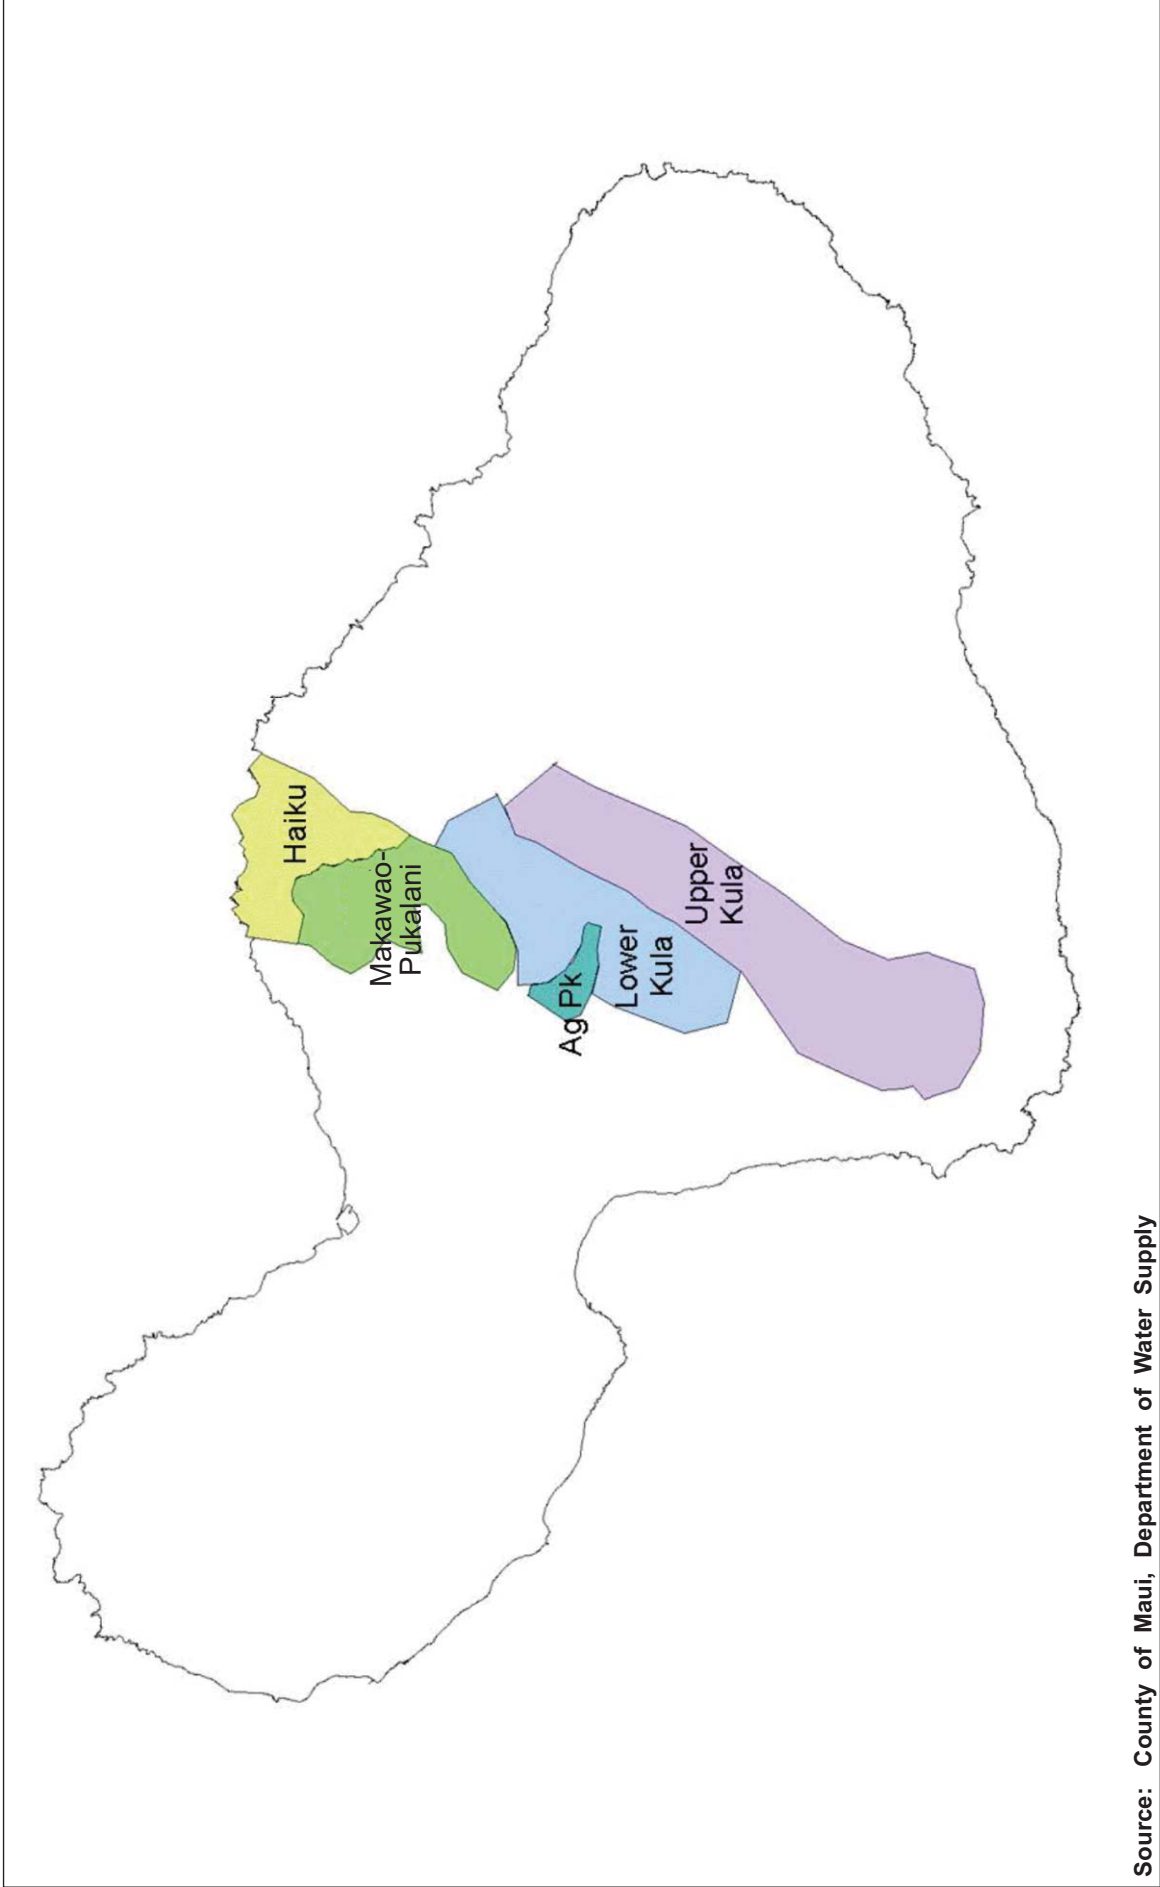 Haiku
Makawao-
Pukalani
Ag Pk
Lower
Kula
Upper
Kula
Source: County of Maui, Department of Water Supply